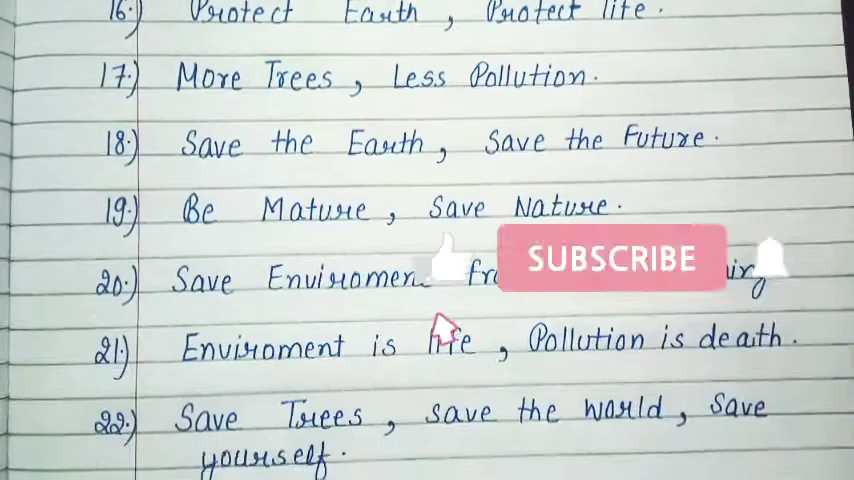 16.) Protect Earth, Protect life.
17.) More Trees, Less Pollution.
18.) Save the Earth, Save the Future.
19.) Be Mature, Save Nature.
SUBSCRIBE
20.) Save Enviromen
21.) Enviroment is life, Pollution is death.
22.) Save Trees, save the world, Save
yourself.